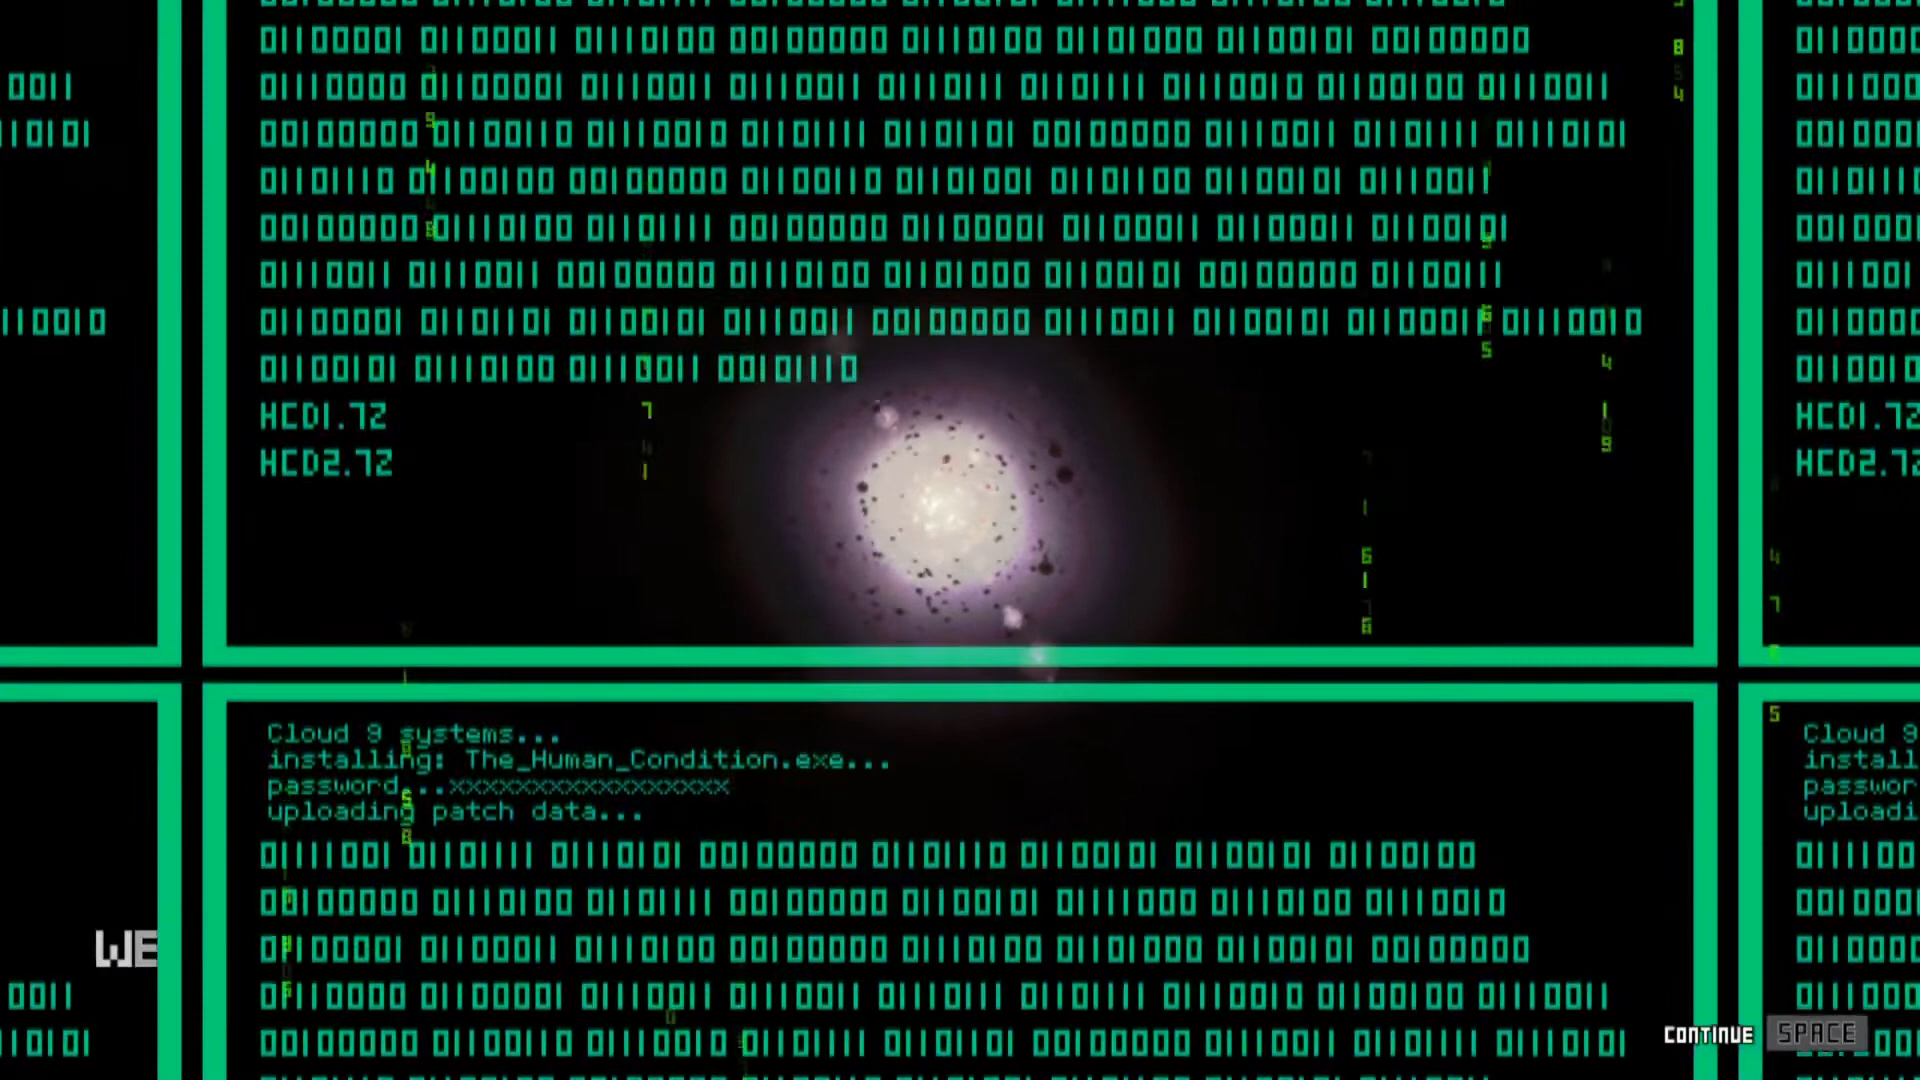 01100001 01100011 01110100 00100000 01110100 01101000 01100101 00100000
01110000 01100001 01110011 01110011 01110111 01101111 01110010 01100100 01110011
00100000 01100110 01110010 01101111 01101101 00100000 01110011 01101111 01110101
01101110 01100100 00100000 01100110 01101001 01101100 01100101 01110011
00100000 01110100 01101111 00100000 01100001 01100011 01100011 01100101
01110011 01110011 00100000 01110100 01101000 01100101 00100000 01100111
01100001 01101101 01100101 01110011 00100000 01110011 01100101 01100011 01110010
01100101 01110100 01110011 00101110
HCD1.72
HCD2.72
Cloud 9 systems...
installing: The_Human_Condition.exe...
password...xxxxxxxxxxxxxxxxx
uploading patch data...
01111001 01101111 01110101 00100000 01101110 01100101 01100101 01100100
00100000 01110100 01101111 00100000 01100101 01111000 01110100 01110010
01100001 01100011 01110100 00100000 01110100 01101000 01100101 00100000
01110000 01100001 01110011 01110011 01110111 01101111 01110010 01100100 01110011
00100000 01100110 01110010 01101111 01101101 00100000 01110011 01101111 01110101
WE
CONTINUE SPACE